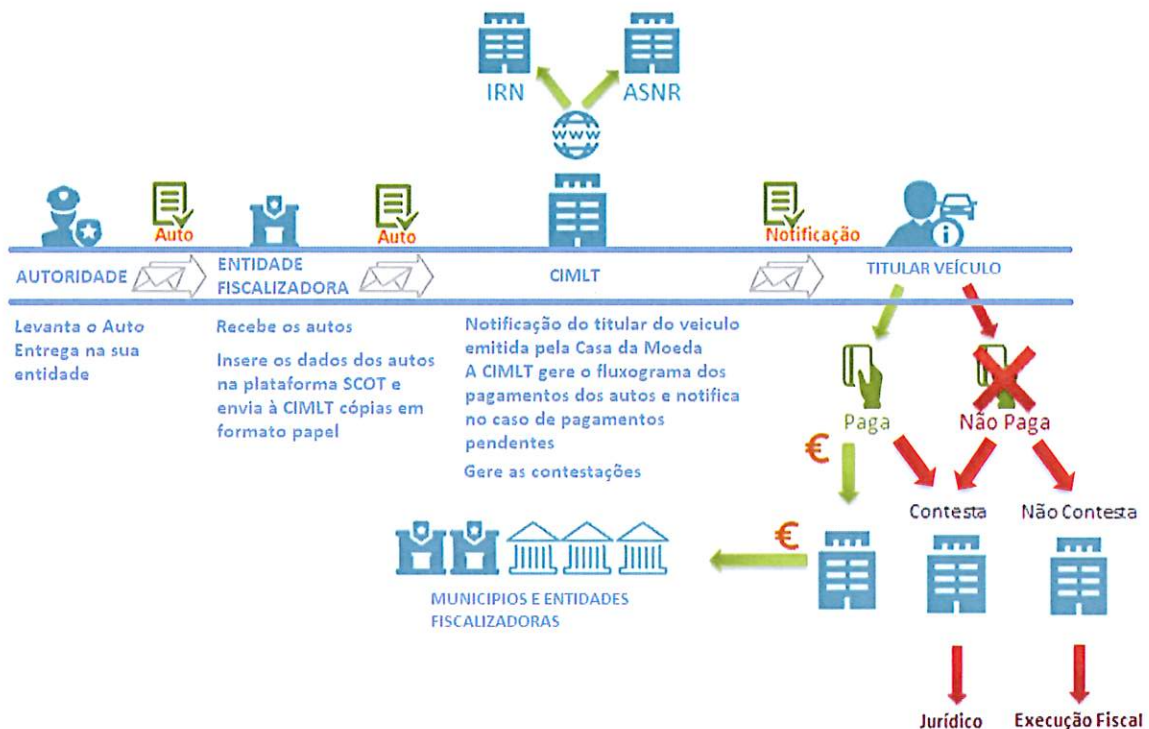 IRN
ASNR
www
Auto
Auto
Notificação
i
AUTORIDADE
ENTIDADE
FISCALIZADORA
CIMLT
TITULAR VEÍCULO
Levanta o Auto
Entrega na sua
entidade
Recebe os autos
Insere os dados dos autos
na plataforma SCOT e
envia à CIMLT cópias em
formato papel
Notificação do titular do veiculo
emitida pela Casa da Moeda
A CIMLT gere o fluxograma dos
pagamentos dos autos e notifica
no caso de pagamentos
pendentes
Gere as contestações
Paga
Não Paga
€
Contesta
Não Contesta
€
MUNICIPIOS E ENTIDADES
FISCALIZADORAS
Jurídico
Execução Fiscal